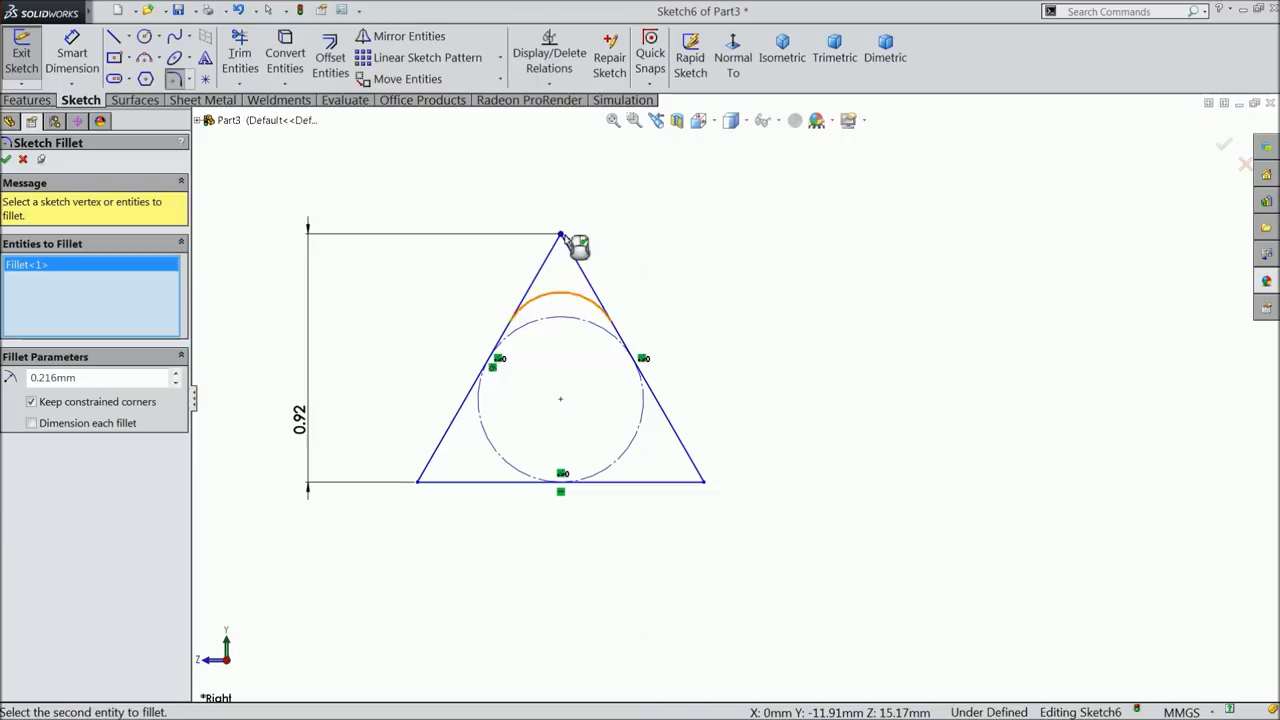 SOLIDWORKS
Sketch6 of Part3 *
Search Commands
?
Exit Sketch
Smart Dimension
Trim Entities
Convert Entities
Offset Entities
Mirror Entities
Linear Sketch Pattern
Move Entities
Display/Delete Relations
Repair Sketch
Quick Snaps
Rapid Sketch
Normal To
Isometric
Trimetric
Dimetric
Features
Sketch
Surfaces
Sheet Metal
Weldments
Evaluate
Office Products
Radeon ProRender
Simulation
Part3 (Default<<Def...
Sketch Fillet
?
Message
Select a sketch vertex or entities to
fillet.
Entities to Fillet
Fillet<1>
Fillet Parameters
0.216mm
Keep constrained corners
Dimension each fillet
0.92
Y
Z
*Right
Select the second entity to fillet.
X: 0mm Y: -11.91mm Z: 15.17mm
Under Defined
Editing Sketch6
MMGS
?